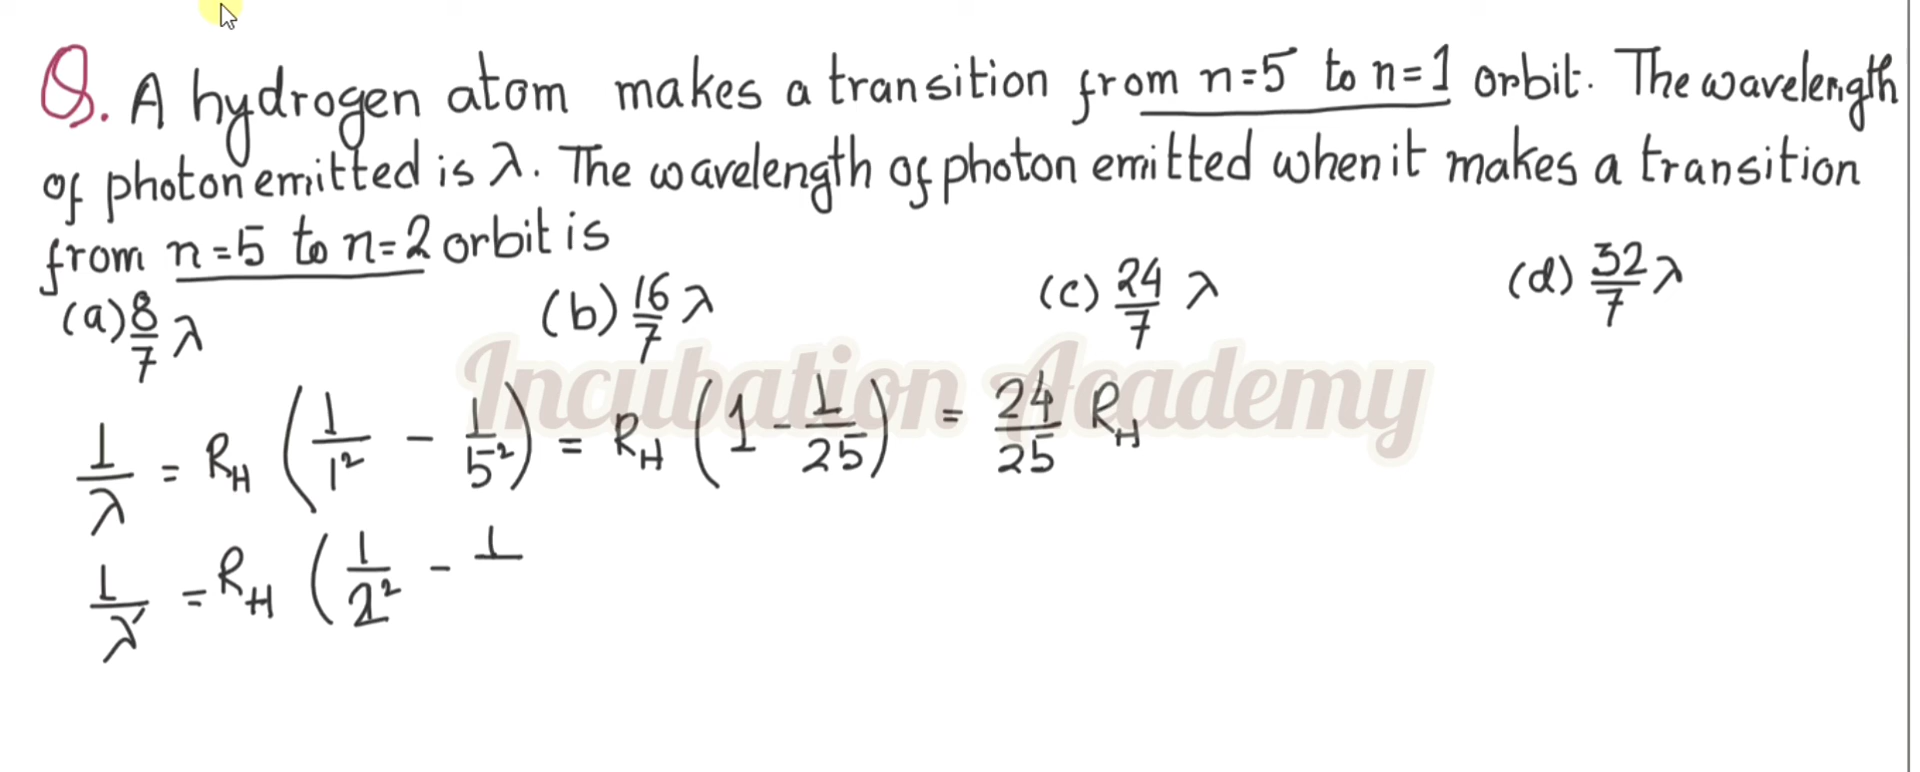 Q. A hydrogen atom makes a transition from n=5 to n=1 orbit. The wavelength
of photon emitted is λ. The wavelength of photon emitted when it makes a transition
from n=5 to n=2 orbit is
(a) 8/7 λ (b) 16/7 λ (c) 24/7 λ (d) 32/7 λ
Incubation Academy
1/λ = R_H (1/1² - 1/5²) = R_H (1 - 1/25) = 24/25 R_H
1/λ' = R_H (1/2² - 1